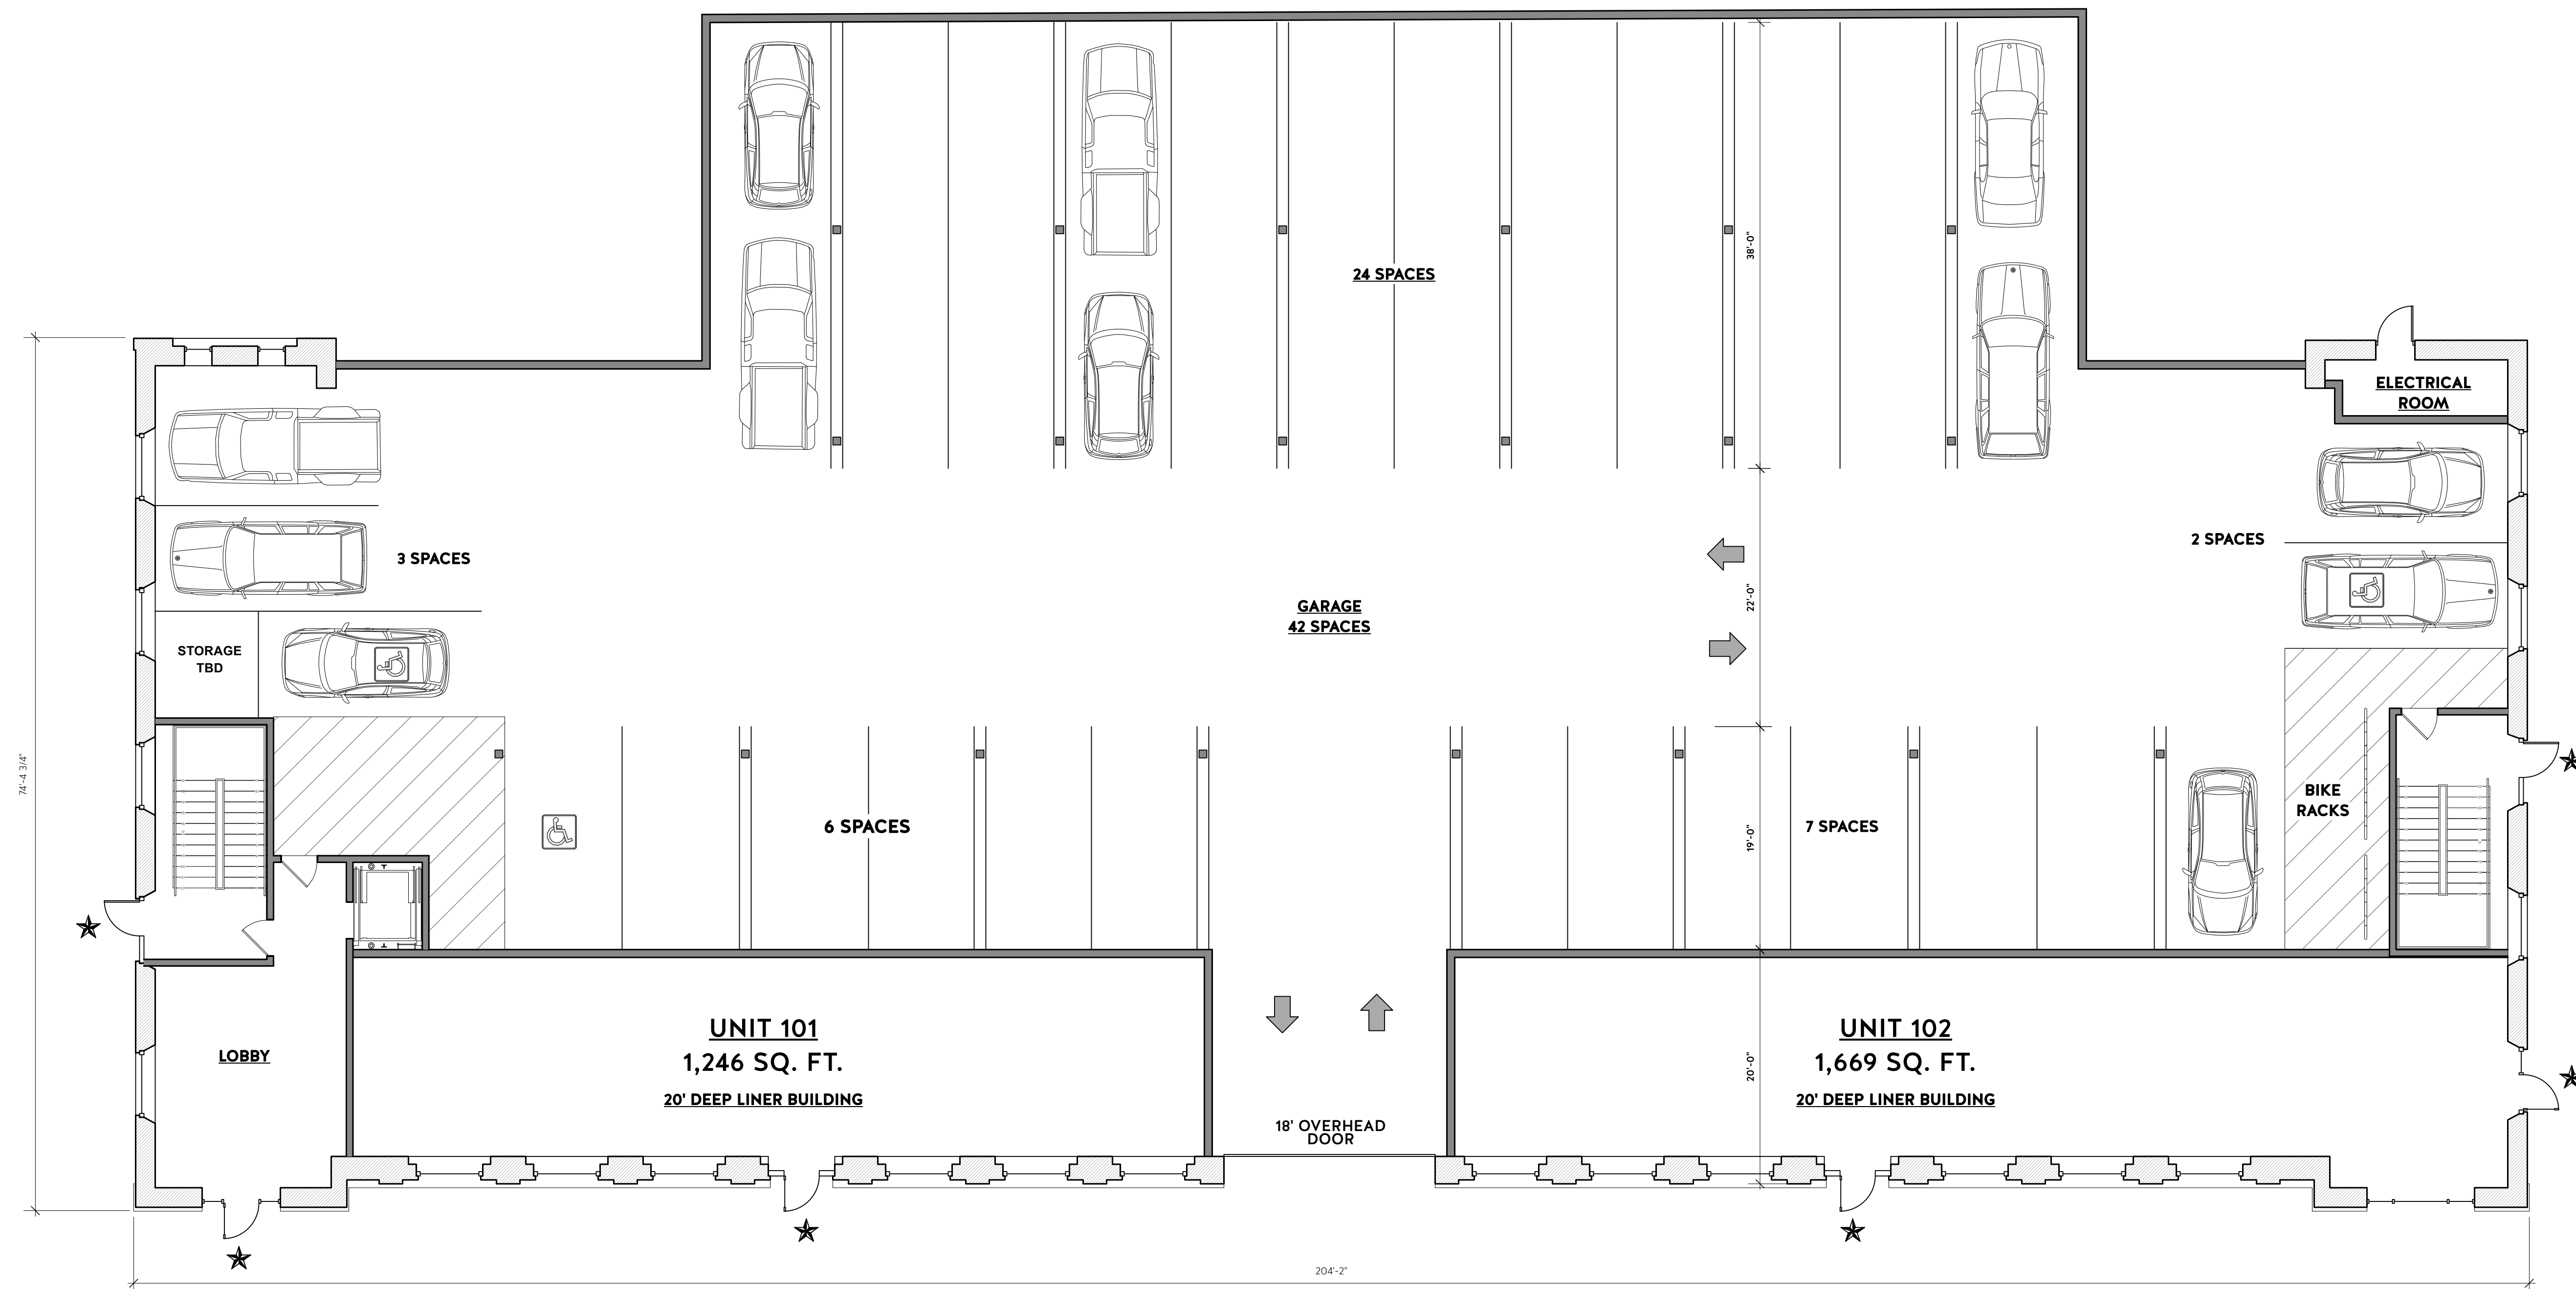 38'-0"
24 SPACES
ELECTRICAL
ROOM
3 SPACES
2 SPACES
GARAGE
42 SPACES
22'-0"
STORAGE
TBD
74'-4 3/4"
BIKE
RACKS
6 SPACES
7 SPACES
19'-0"
LOBBY
UNIT 101
1,246 SQ. FT.
20' DEEP LINER BUILDING
UNIT 102
1,669 SQ. FT.
20' DEEP LINER BUILDING
20'-0"
18' OVERHEAD
DOOR
204'-2"